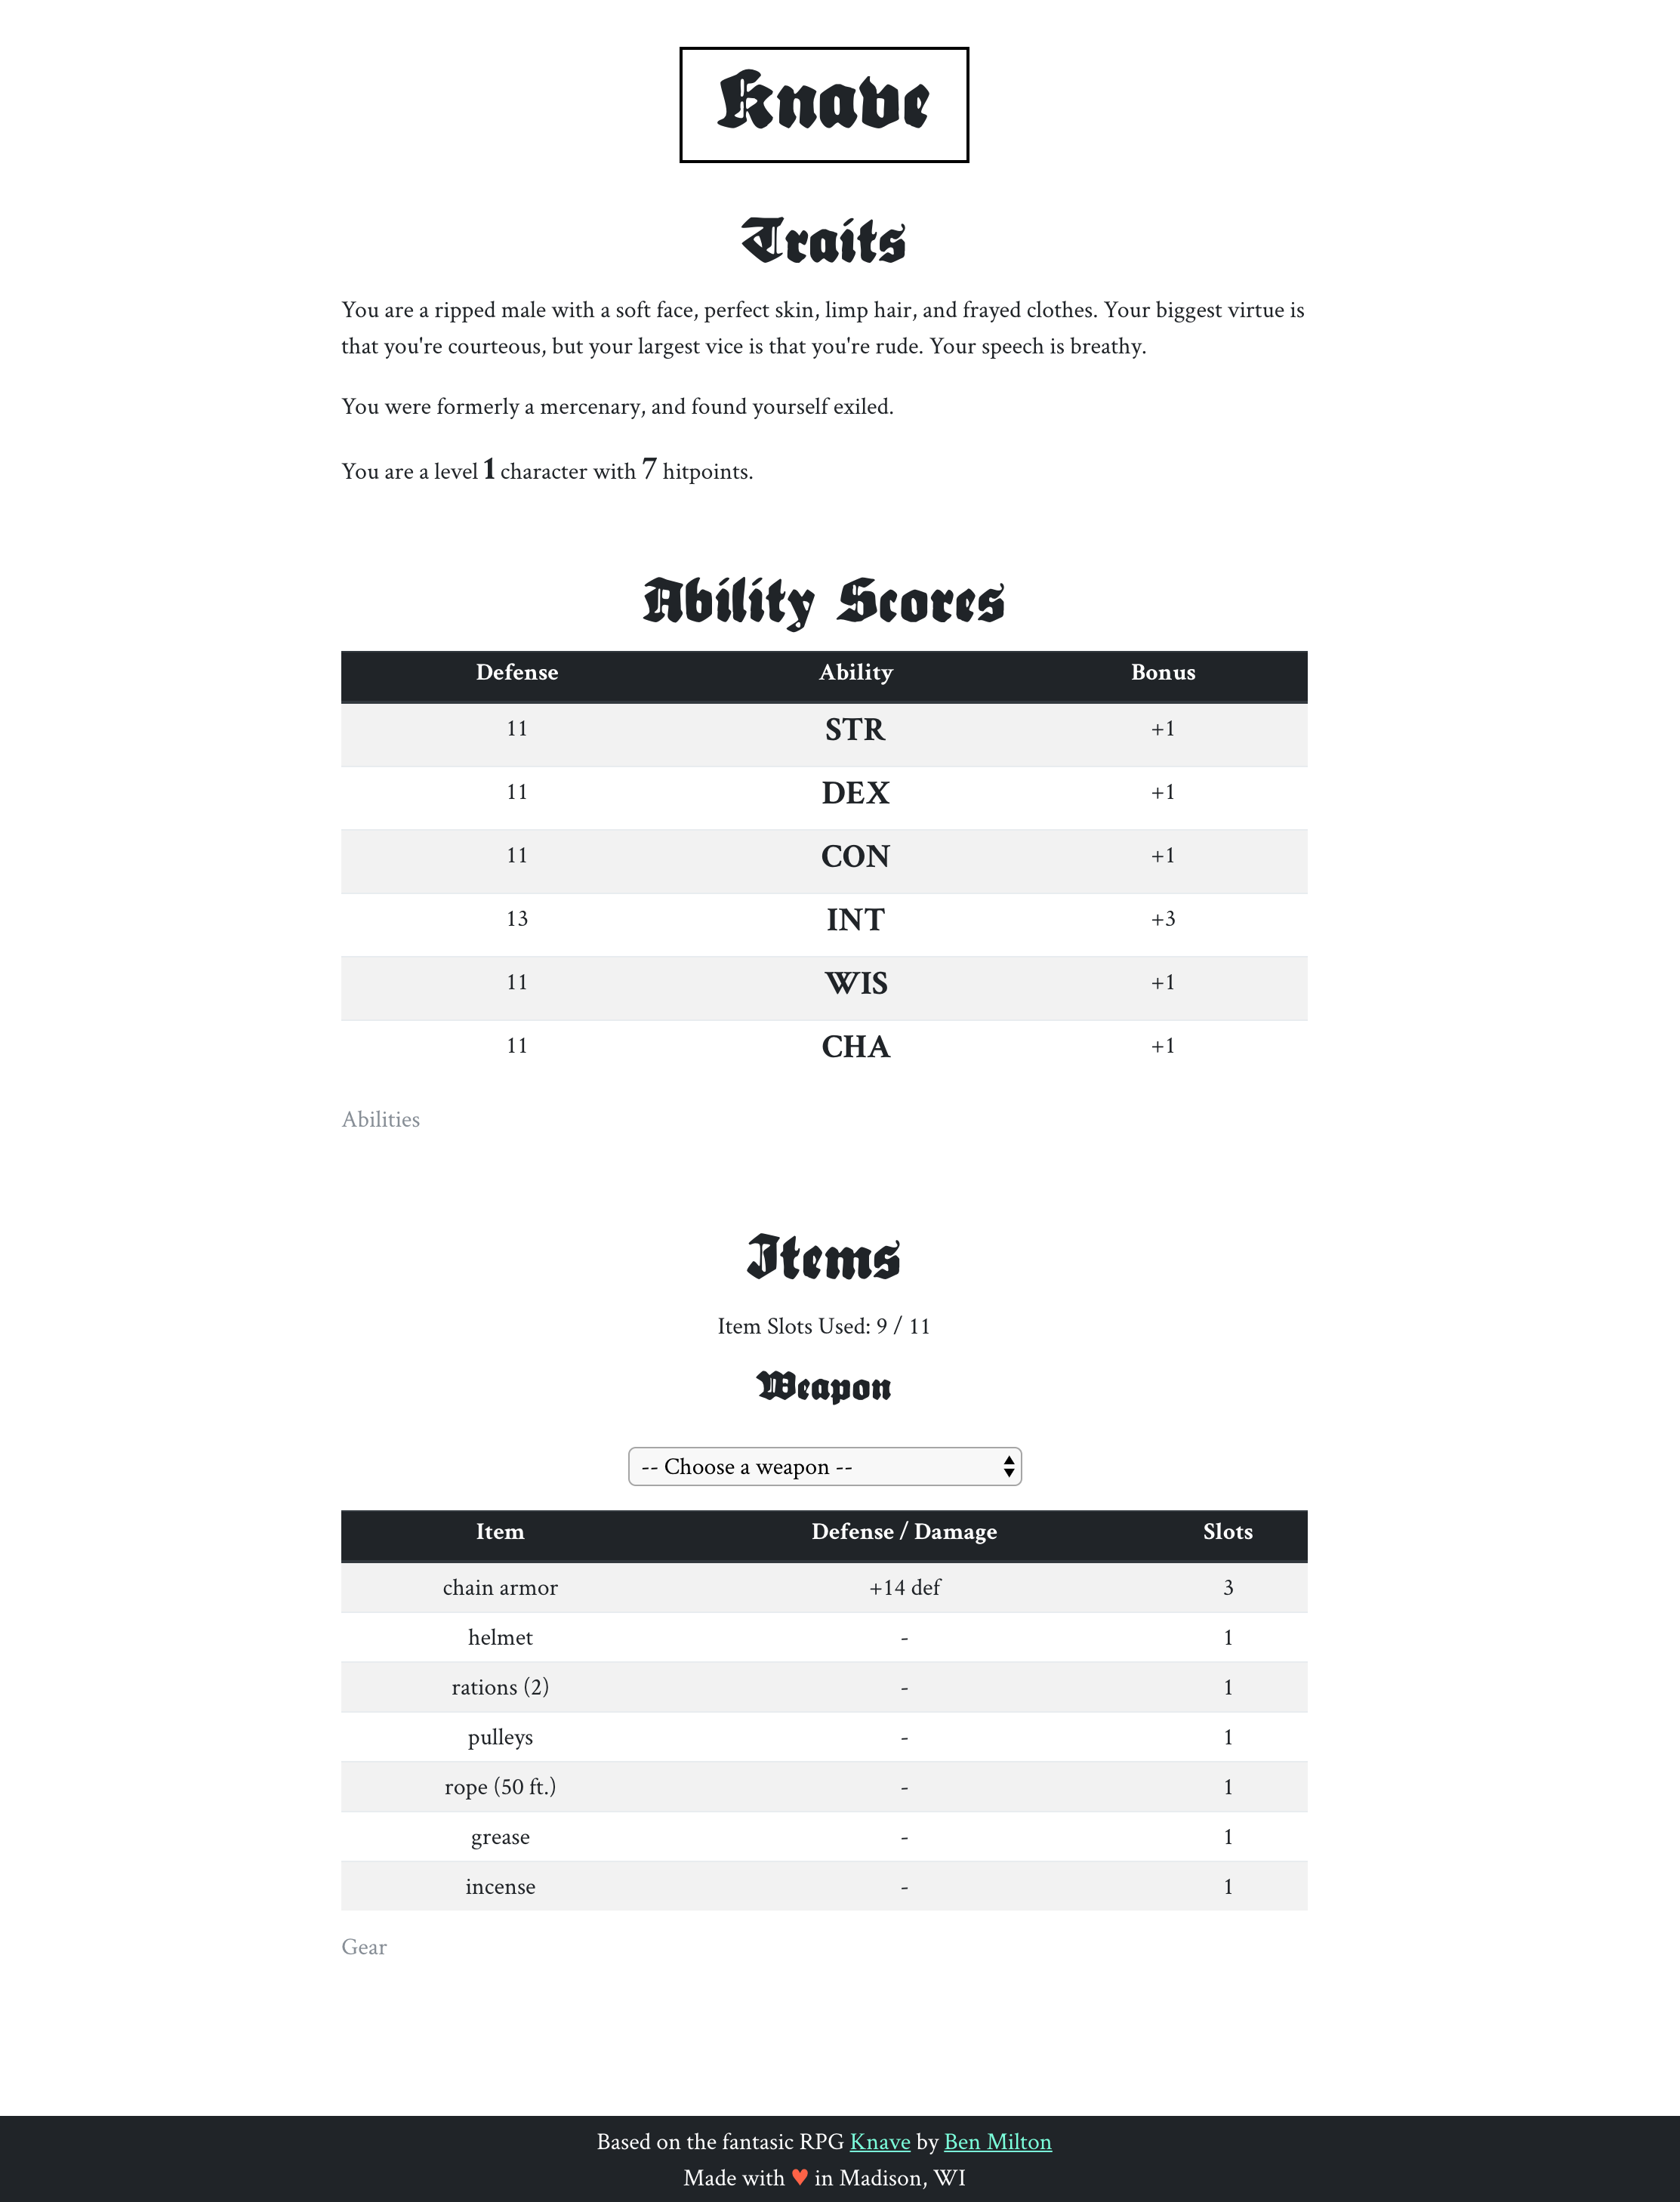 Knave
Traits
You are a ripped male with a soft face, perfect skin, limp hair, and frayed clothes. Your biggest virtue is
that you're courteous, but your largest vice is that you're rude. Your speech is breathy.
You were formerly a mercenary, and found yourself exiled.
You are a level 1 character with 7 hitpoints.
Ability Scores
Defense Ability Bonus
11 STR +1
11 DEX +1
11 CON +1
13 INT +3
11 WIS +1
11 CHA +1
Abilities
Items
Item Slots Used: 9 / 11
Weapon
-- Choose a weapon --
Item Defense / Damage Slots
chain armor +14 def 3
helmet - 1
rations (2) - 1
pulleys - 1
rope (50 ft.) - 1
grease - 1
incense - 1
Gear
Based on the fantasic RPG Knave by Ben Milton
Made with ♥ in Madison, WI